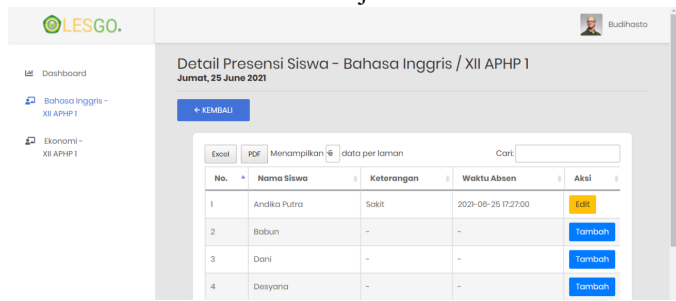 LESGO.
Budihasto
Dashboard
Bahasa Inggris -
XII APHP 1
Ekonomi -
XII APHP 1
Detail Presensi Siswa - Bahasa Inggris / XII APHP 1
Jumat, 25 June 2021
← KEMBALI
Excel PDF Menampilkan data per laman Cari:
No. Nama Siswa Keterangan Waktu Absen Aksi
1 Andika Putra Sakit 2021-06-25 17:27:00 Edit
2 Babun - - Tambah
3 Dani - - Tambah
4 Desyana - - Tambah